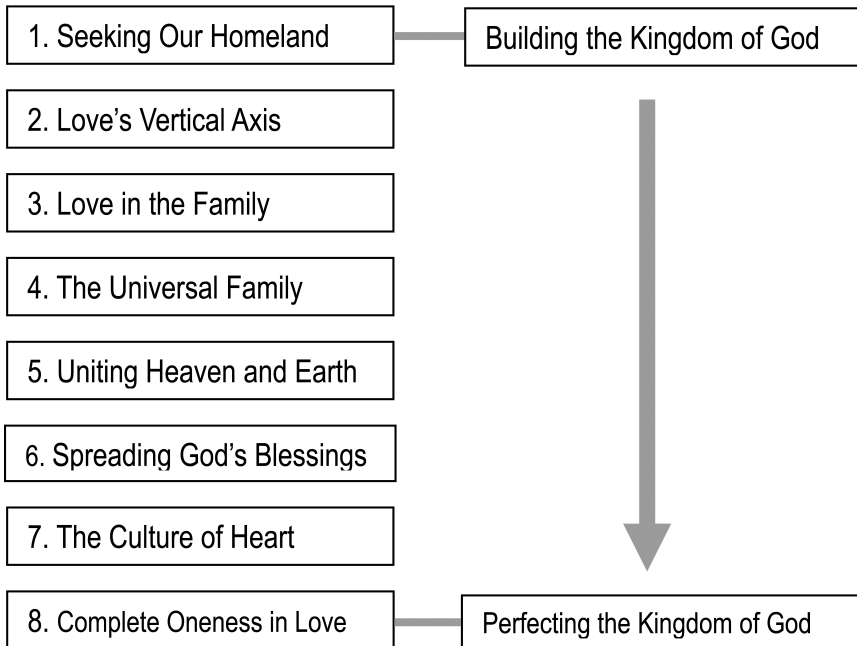 1. Seeking Our Homeland
Building the Kingdom of God
2. Love’s Vertical Axis
3. Love in the Family
4. The Universal Family
5. Uniting Heaven and Earth
6. Spreading God’s Blessings
7. The Culture of Heart
8. Complete Oneness in Love
Perfecting the Kingdom of God